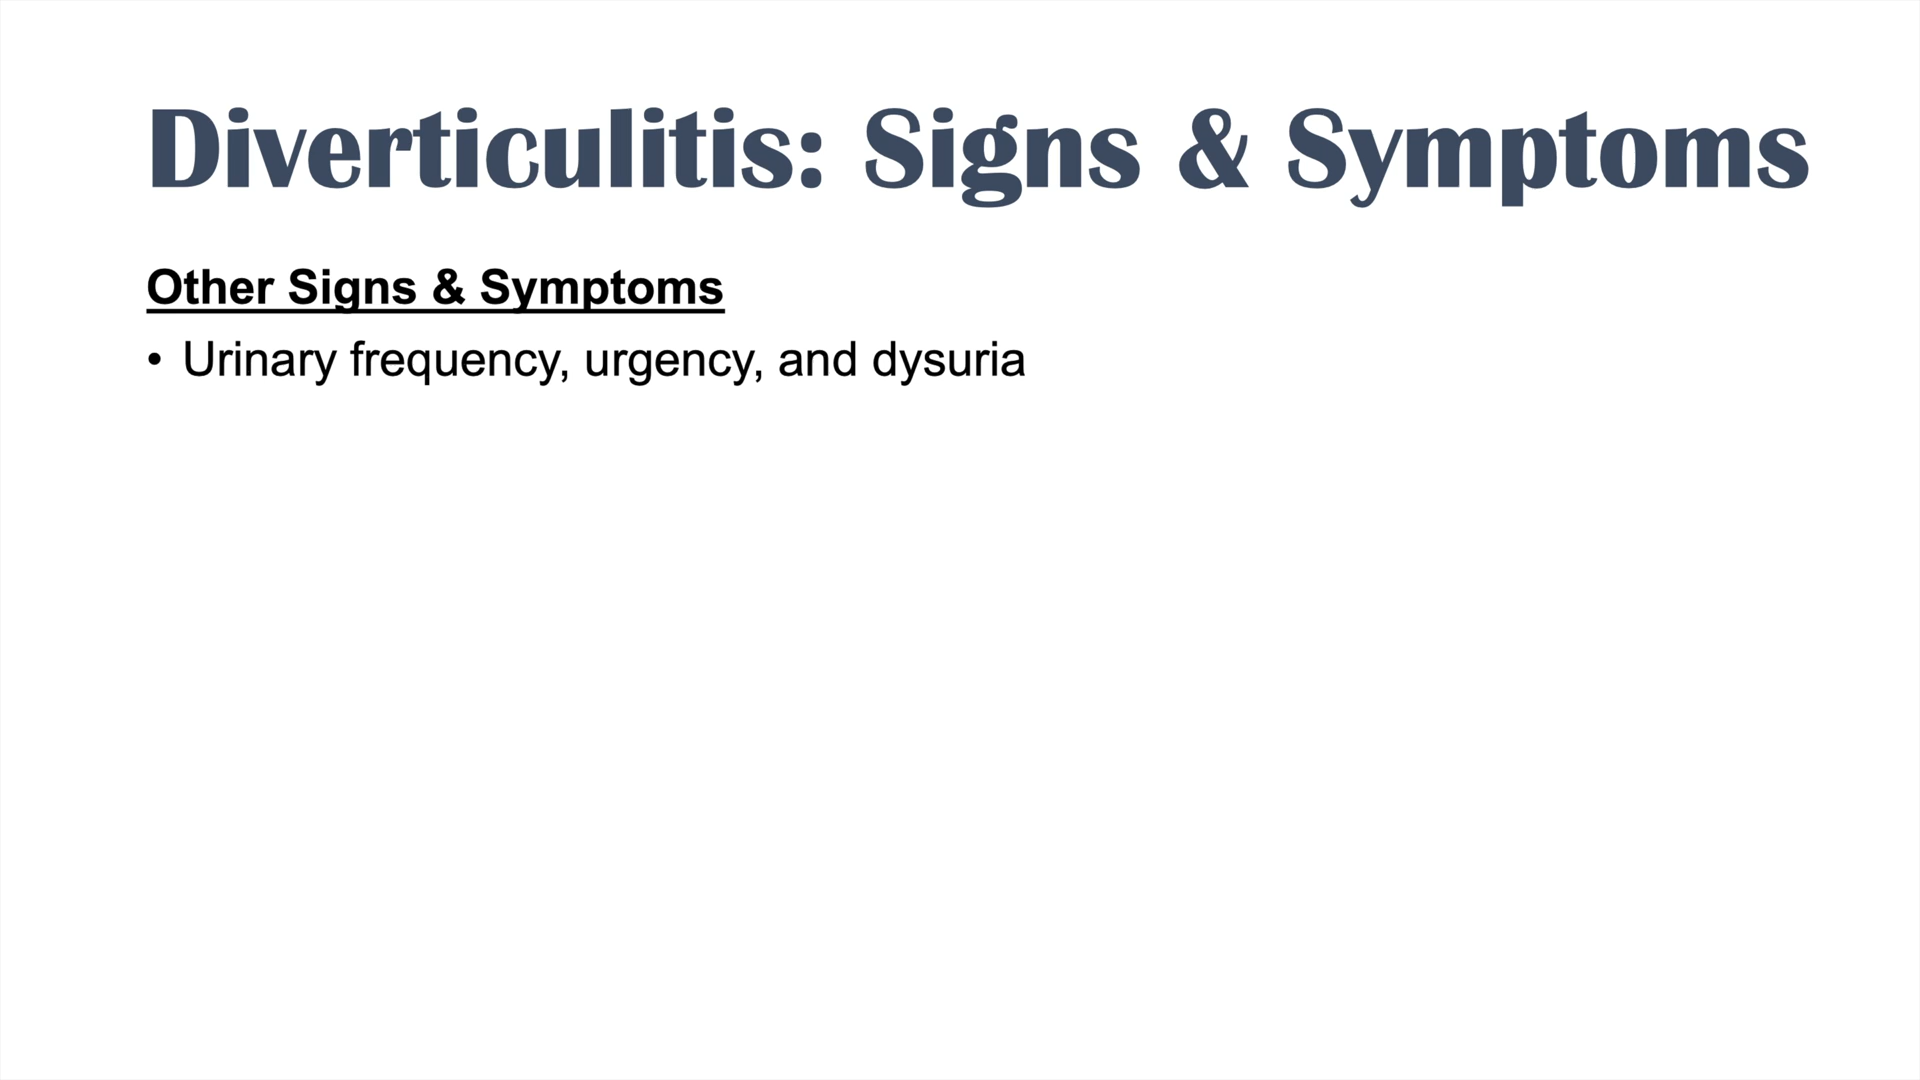 Diverticulitis: Signs & Symptoms
Other Signs & Symptoms
• Urinary frequency, urgency, and dysuria